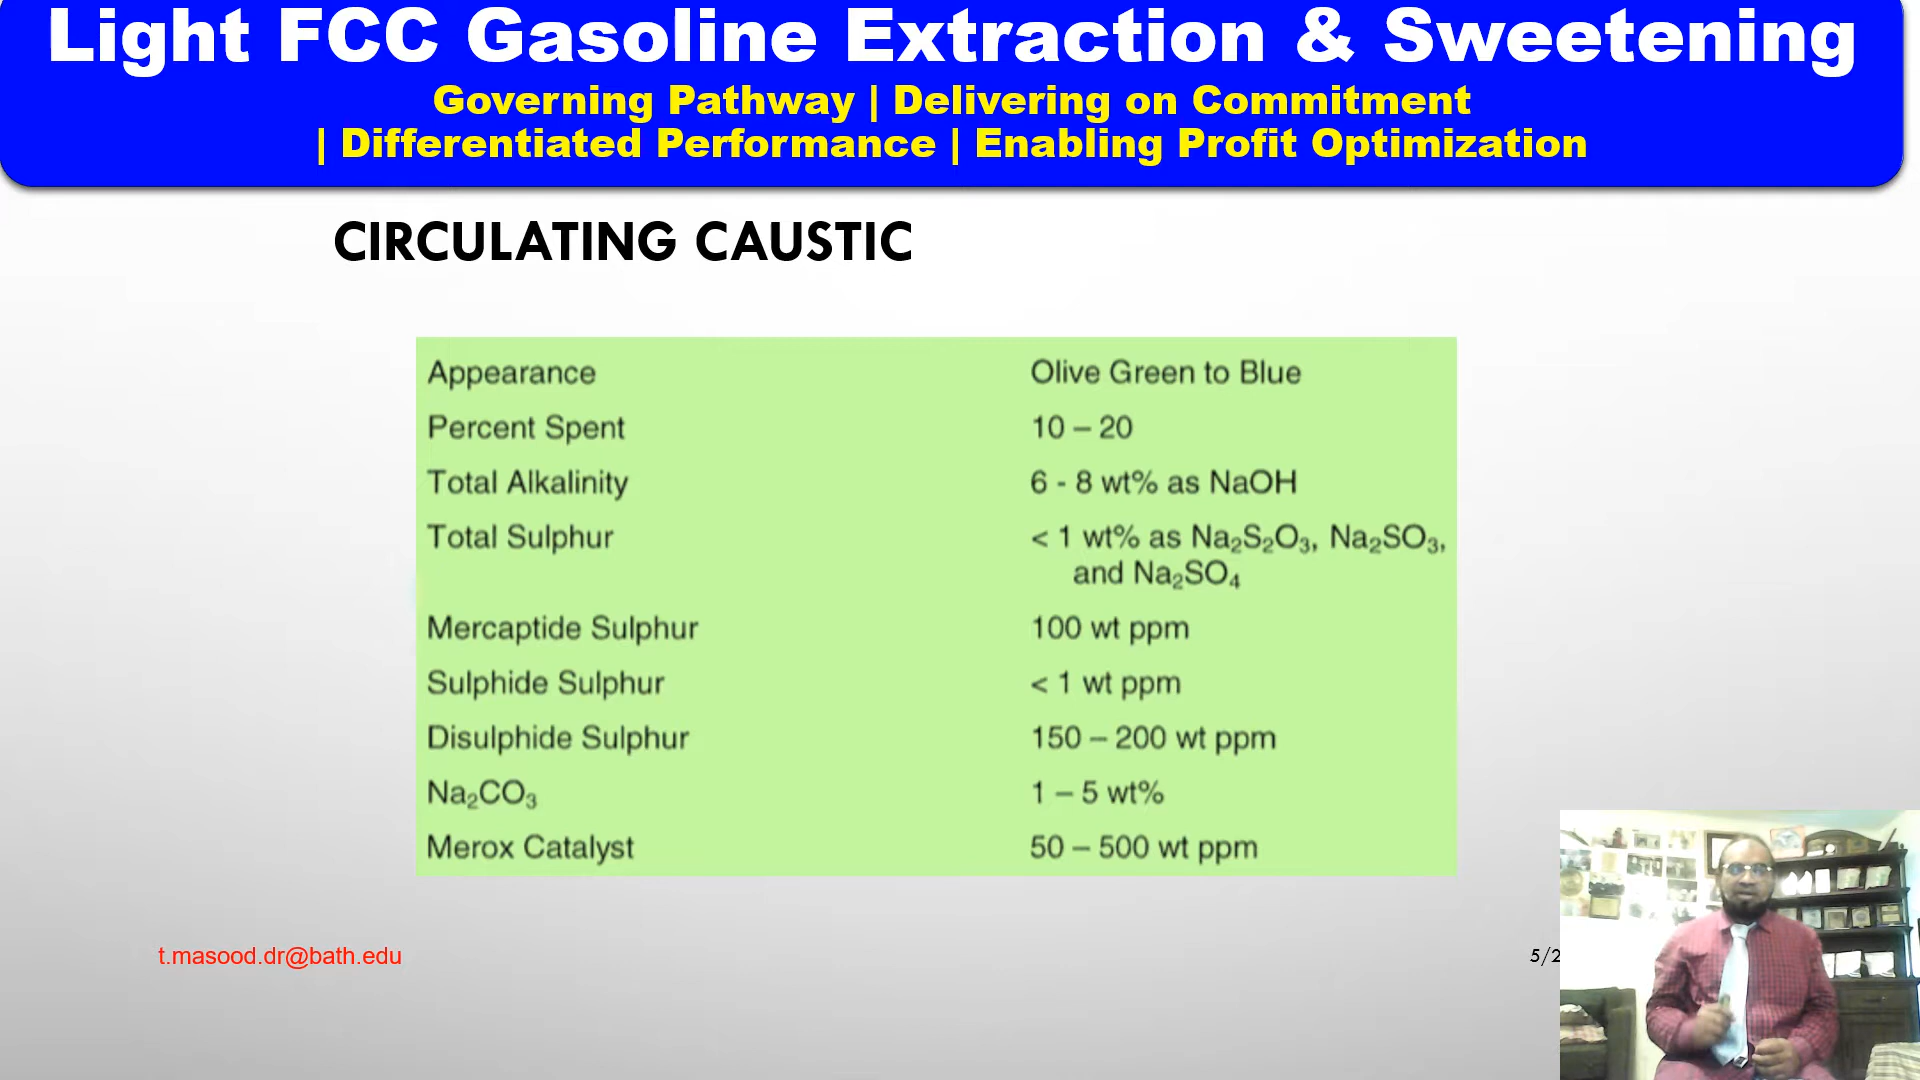 Light FCC Gasoline Extraction & Sweetening
Governing Pathway | Delivering on Commitment
| Differentiated Performance | Enabling Profit Optimization
CIRCULATING CAUSTIC
Appearance Olive Green to Blue
Percent Spent 10 – 20
Total Alkalinity 6 - 8 wt% as NaOH
Total Sulphur < 1 wt% as Na₂S₂O₃, Na₂SO₃,
and Na₂SO₄
Mercaptide Sulphur 100 wt ppm
Sulphide Sulphur < 1 wt ppm
Disulphide Sulphur 150 – 200 wt ppm
Na₂CO₃ 1 – 5 wt%
Merox Catalyst 50 – 500 wt ppm
t.masood.dr@bath.edu 5/2